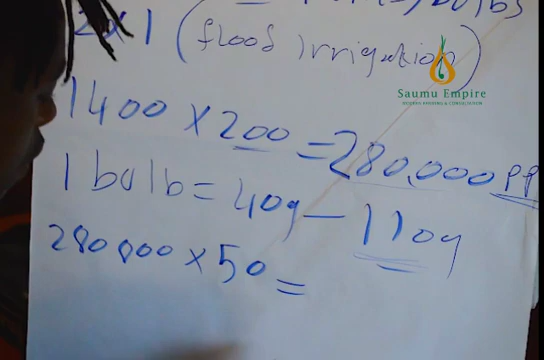 2x1 (flood irrigation)
Saumu Empire
1400 x 200 = 280,000 pp
1 bulb = 40g - 110g
280000 x 50 =